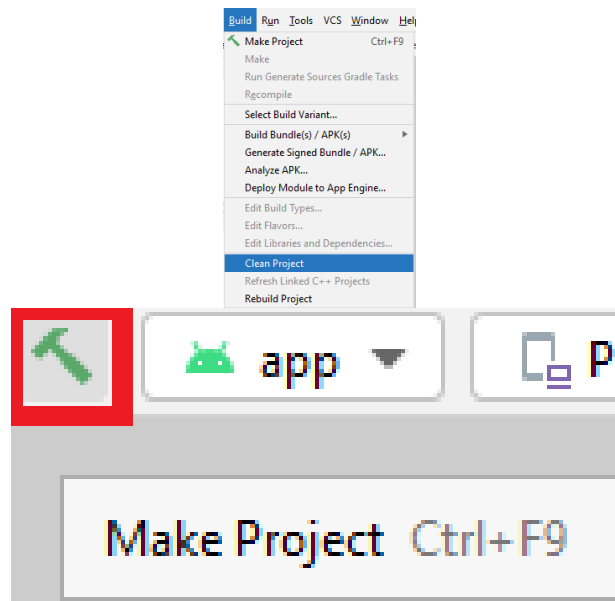 Build Run Tools VCS Window Hel
Make Project Ctrl+F9
Make
Run Generate Sources Gradle Tasks
Recompile
Select Build Variant...
Build Bundle(s) / APK(s)
Generate Signed Bundle / APK...
Analyze APK...
Deploy Module to App Engine...
Edit Build Types...
Edit Flavors...
Edit Libraries and Dependencies...
Clean Project
Refresh Linked C++ Projects
Rebuild Project
app P
Make Project Ctrl+F9